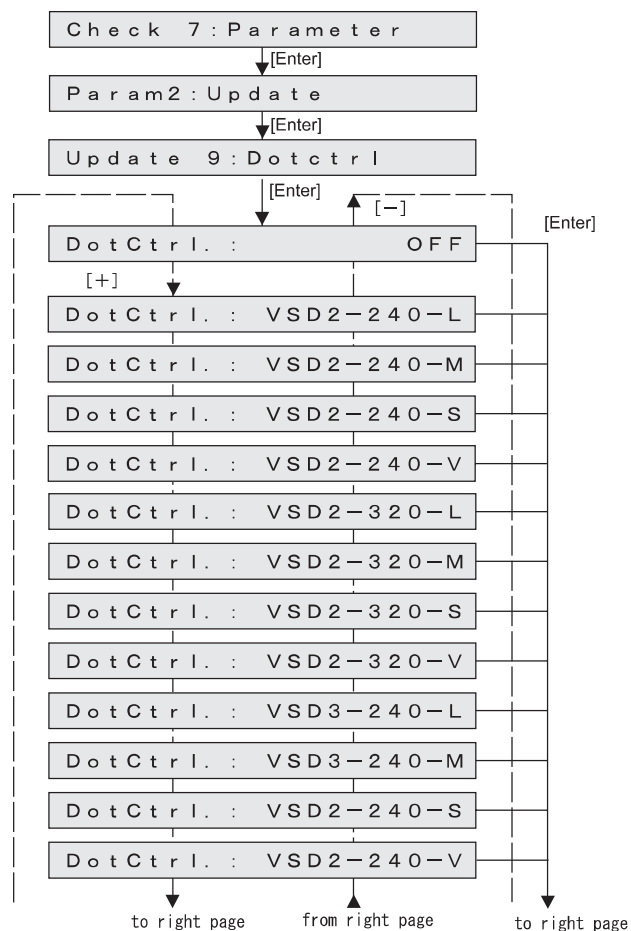 Check 7:Parameter
[Enter]
Param2:Update
[Enter]
Update 9:Dotctrl
[Enter]
[−]
[Enter]
DotCtrl.: OFF
[+]
DotCtrl.: VSD2−240−L
DotCtrl.: VSD2−240−M
DotCtrl.: VSD2−240−S
DotCtrl.: VSD2−240−V
DotCtrl.: VSD2−320−L
DotCtrl.: VSD2−320−M
DotCtrl.: VSD2−320−S
DotCtrl.: VSD2−320−V
DotCtrl.: VSD3−240−L
DotCtrl.: VSD3−240−M
DotCtrl.: VSD2−240−S
DotCtrl.: VSD2−240−V
to right page from right page to right page